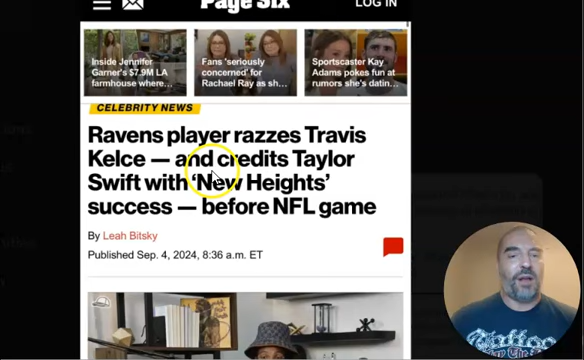 Page Six
LOG IN
Inside Jennifer
Garner's $7.9M LA
farmhouse where...
Fans 'seriously
concerned' for
Rachael Ray as sh...
Sportscaster Kay
Adams pokes fun at
rumors she's datin...
CELEBRITY NEWS
Ravens player razzes Travis
Kelce — and credits Taylor
Swift with 'New Heights'
success — before NFL game
By Leah Bitsky
Published Sep. 4, 2024, 8:36 a.m. ET